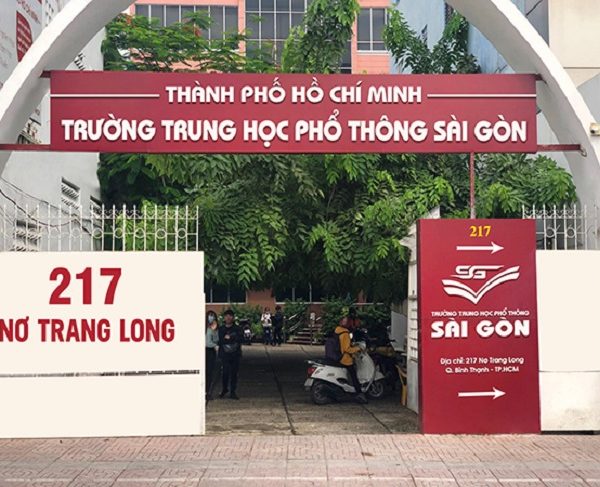 THÀNH PHỐ HỒ CHÍ MINH
TRƯỜNG TRUNG HỌC PHỔ THÔNG SÀI GÒN
217
NƠ TRANG LONG
217
SG
TRƯỜNG TRUNG HỌC PHỔ THÔNG
SÀI GÒN
Địa chỉ: 217 Nơ Trang Long
Q. Bình Thạnh - TP.HCM